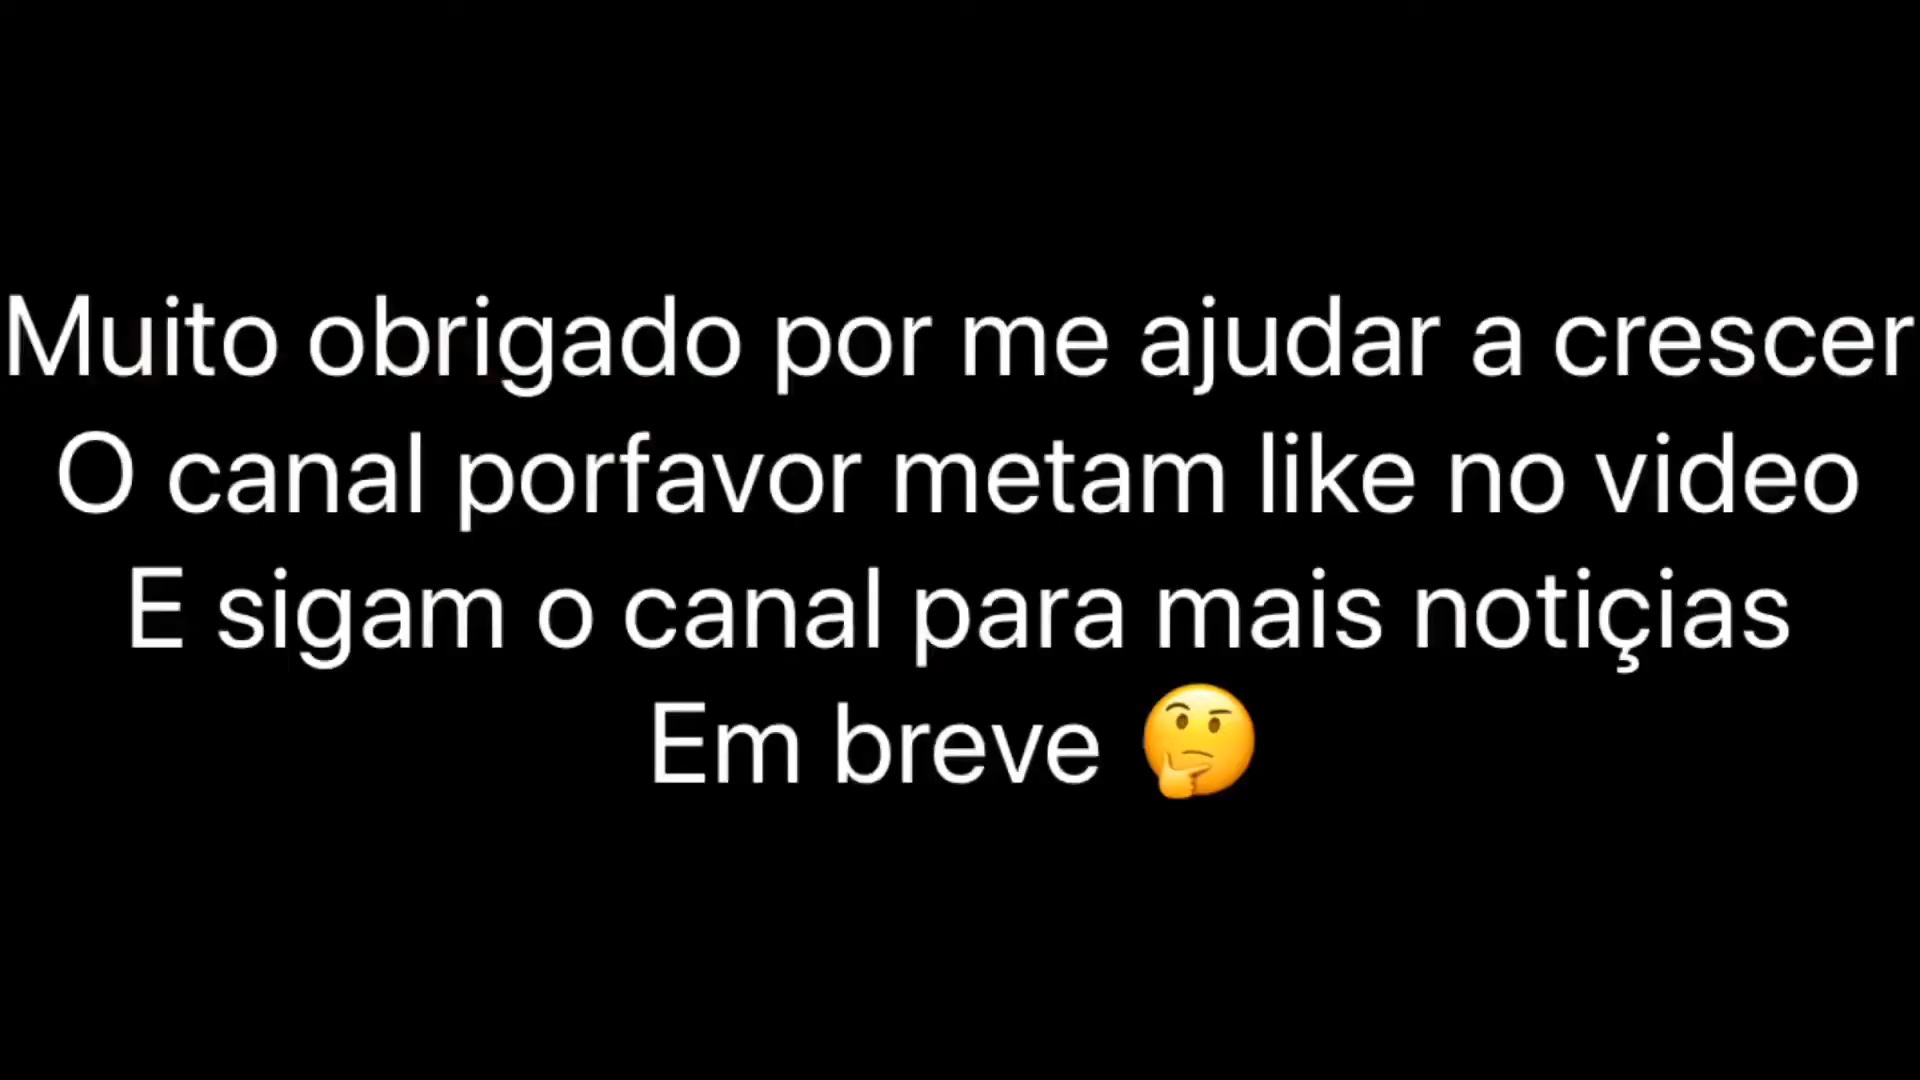 Muito obrigado por me ajudar a crescer
O canal porfavor metam like no video
E sigam o canal para mais notiçias
Em breve 🤔